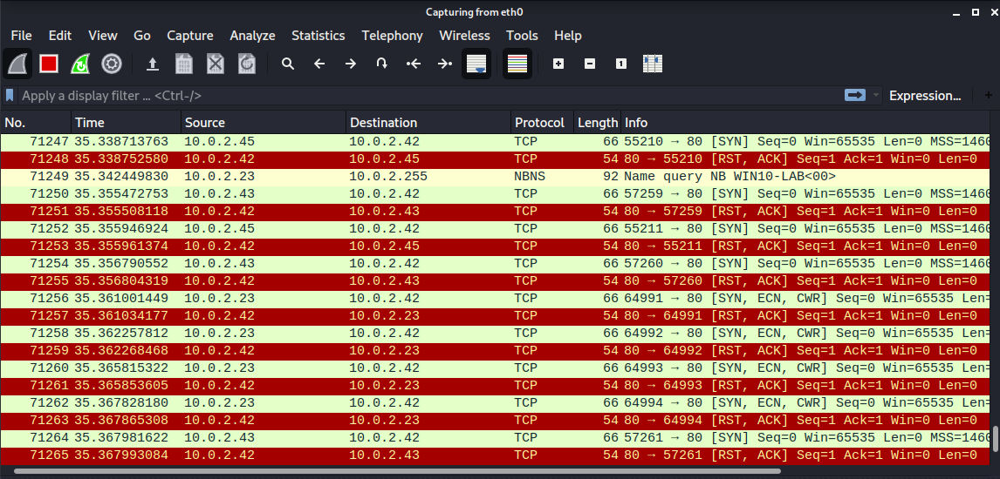 Capturing from eth0
File Edit View Go Capture Analyze Statistics Telephony Wireless Tools Help
Apply a display filter ... <Ctrl-/> Expression... +
No. Time Source Destination Protocol Length Info
71247 35.338713763 10.0.2.45 10.0.2.42 TCP 66 55210 → 80 [SYN] Seq=0 Win=65535 Len=0 MSS=1460
71248 35.338752580 10.0.2.42 10.0.2.45 TCP 54 80 → 55210 [RST, ACK] Seq=1 Ack=1 Win=0 Len=0
71249 35.342449830 10.0.2.23 10.0.2.255 NBNS 92 Name query NB WIN10-LAB<00>
71250 35.355472753 10.0.2.43 10.0.2.42 TCP 66 57259 → 80 [SYN] Seq=0 Win=65535 Len=0 MSS=1460
71251 35.355508118 10.0.2.42 10.0.2.43 TCP 54 80 → 57259 [RST, ACK] Seq=1 Ack=1 Win=0 Len=0
71252 35.355946924 10.0.2.45 10.0.2.42 TCP 66 55211 → 80 [SYN] Seq=0 Win=65535 Len=0 MSS=1460
71253 35.355961374 10.0.2.42 10.0.2.45 TCP 54 80 → 55211 [RST, ACK] Seq=1 Ack=1 Win=0 Len=0
71254 35.356790552 10.0.2.43 10.0.2.42 TCP 66 57260 → 80 [SYN] Seq=0 Win=65535 Len=0 MSS=1460
71255 35.356804319 10.0.2.42 10.0.2.43 TCP 54 80 → 57260 [RST, ACK] Seq=1 Ack=1 Win=0 Len=0
71256 35.361001449 10.0.2.23 10.0.2.42 TCP 66 64991 → 80 [SYN, ECN, CWR] Seq=0 Win=65535 Len=
71257 35.361034177 10.0.2.42 10.0.2.23 TCP 54 80 → 64991 [RST, ACK] Seq=1 Ack=1 Win=0 Len=0
71258 35.362257812 10.0.2.23 10.0.2.42 TCP 66 64992 → 80 [SYN, ECN, CWR] Seq=0 Win=65535 Len=
71259 35.362268468 10.0.2.42 10.0.2.23 TCP 54 80 → 64992 [RST, ACK] Seq=1 Ack=1 Win=0 Len=0
71260 35.365815322 10.0.2.23 10.0.2.42 TCP 66 64993 → 80 [SYN, ECN, CWR] Seq=0 Win=65535 Len=
71261 35.365853605 10.0.2.42 10.0.2.23 TCP 54 80 → 64993 [RST, ACK] Seq=1 Ack=1 Win=0 Len=0
71262 35.367828180 10.0.2.23 10.0.2.42 TCP 66 64994 → 80 [SYN, ECN, CWR] Seq=0 Win=65535 Len=
71263 35.367865308 10.0.2.42 10.0.2.23 TCP 54 80 → 64994 [RST, ACK] Seq=1 Ack=1 Win=0 Len=0
71264 35.367981622 10.0.2.43 10.0.2.42 TCP 66 57261 → 80 [SYN] Seq=0 Win=65535 Len=0 MSS=1460
71265 35.367993084 10.0.2.42 10.0.2.43 TCP 54 80 → 57261 [RST, ACK] Seq=1 Ack=1 Win=0 Len=0